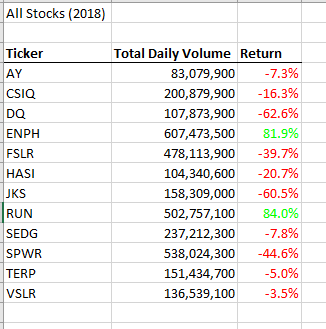 All Stocks (2018)
Ticker Total Daily Volume Return
AY 83,079,900 -7.3%
CSIQ 200,879,900 -16.3%
DQ 107,873,900 -62.6%
ENPH 607,473,500 81.9%
FSLR 478,113,900 -39.7%
HASI 104,340,600 -20.7%
JKS 158,309,000 -60.5%
RUN 502,757,100 84.0%
SEDG 237,212,300 -7.8%
SPWR 538,024,300 -44.6%
TERP 151,434,700 -5.0%
VSLR 136,539,100 -3.5%